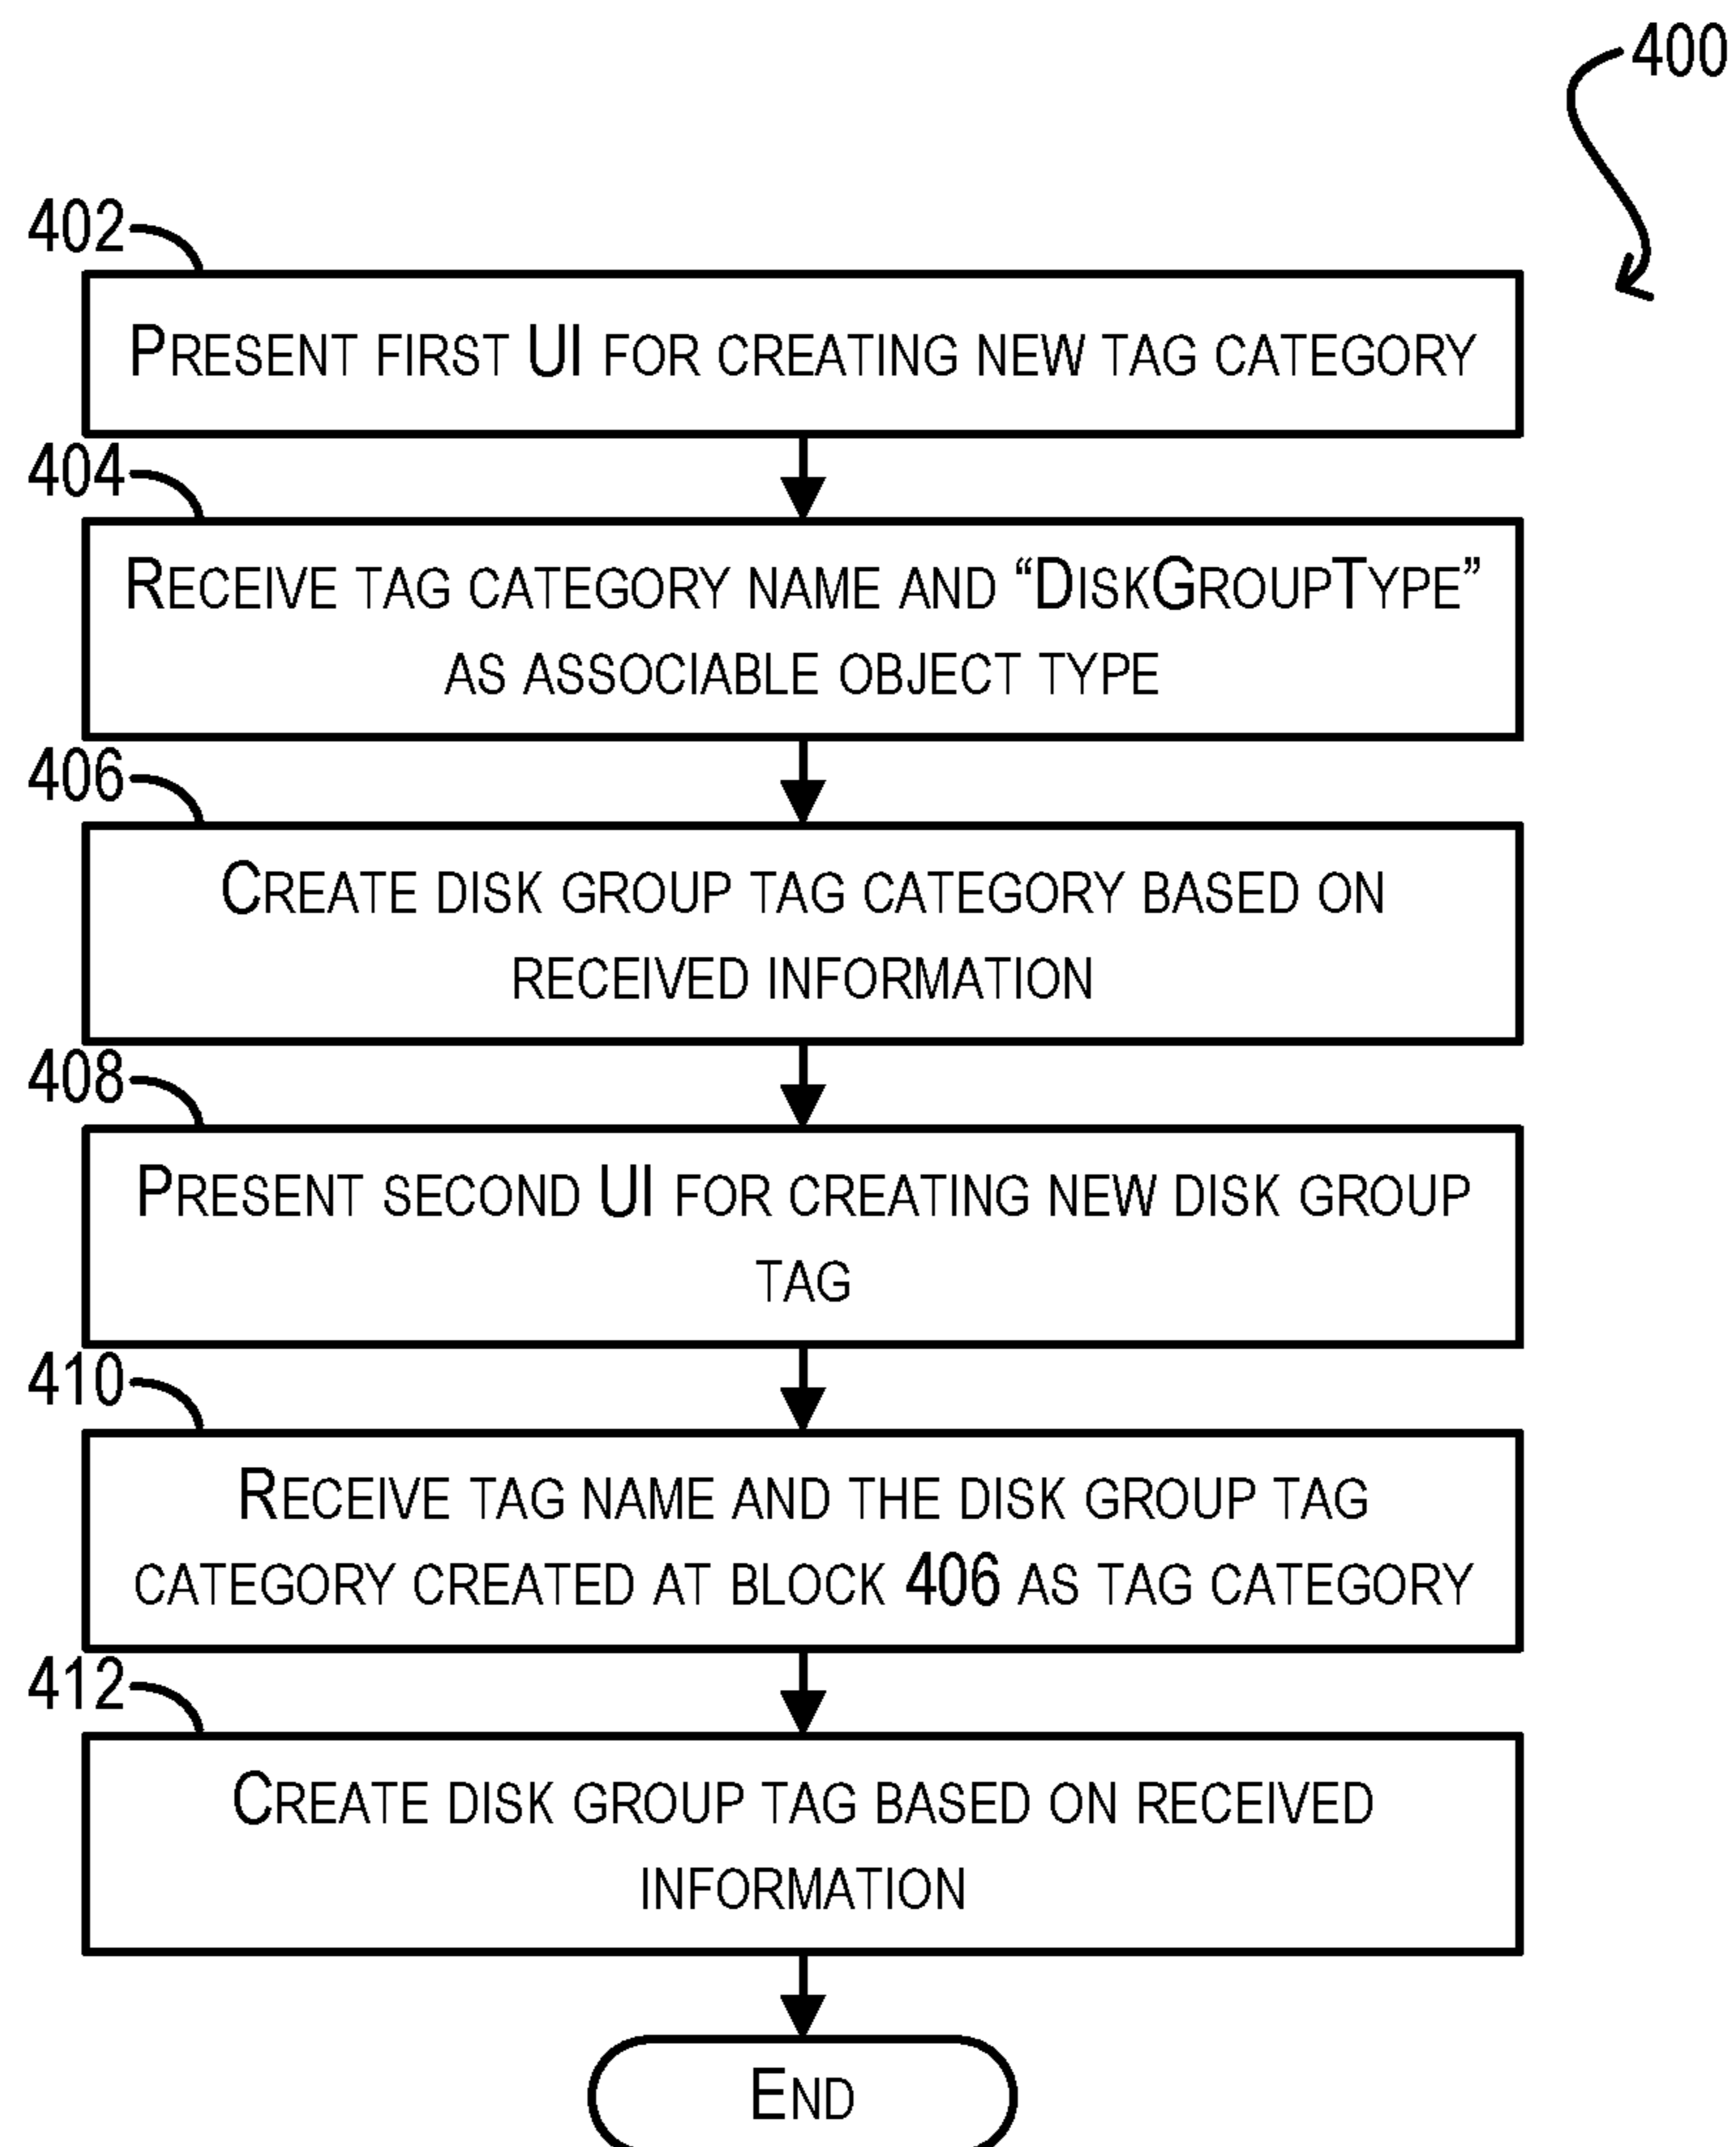 400
402
PRESENT FIRST UI FOR CREATING NEW TAG CATEGORY
404
RECEIVE TAG CATEGORY NAME AND “DISKGROUPTYPE”
AS ASSOCIABLE OBJECT TYPE
406
CREATE DISK GROUP TAG CATEGORY BASED ON
RECEIVED INFORMATION
408
PRESENT SECOND UI FOR CREATING NEW DISK GROUP
TAG
410
RECEIVE TAG NAME AND THE DISK GROUP TAG
CATEGORY CREATED AT BLOCK 406 AS TAG CATEGORY
412
CREATE DISK GROUP TAG BASED ON RECEIVED
INFORMATION
END